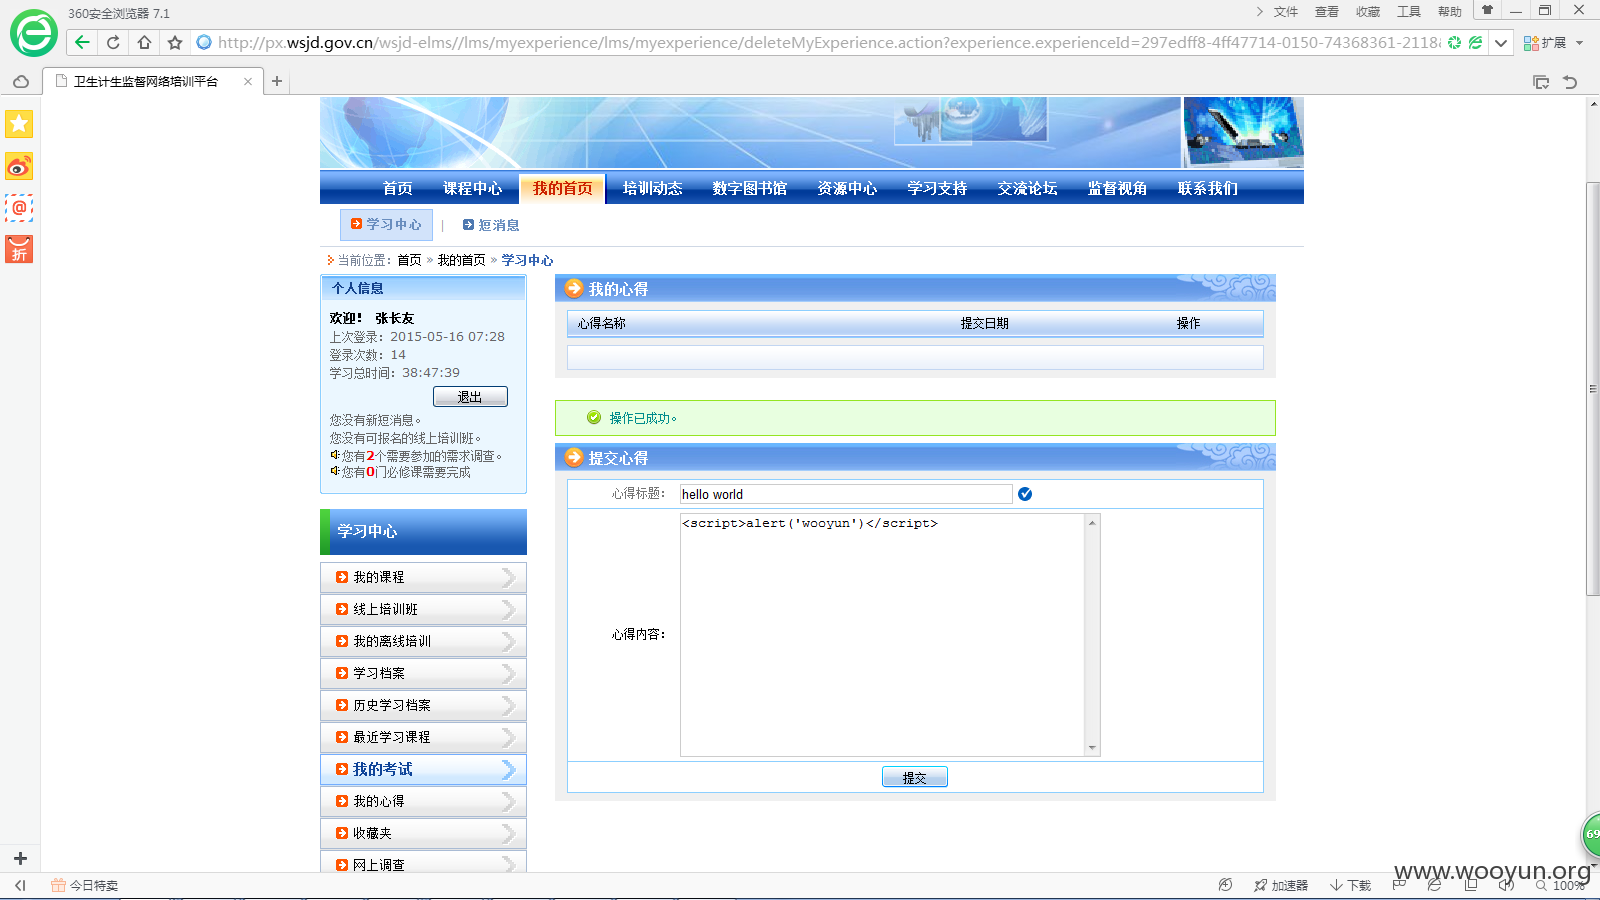 360安全浏览器 7.1
文件 查看 收藏 工具 帮助
http://px.wsjd.gov.cn/wsjd-elms//lms/myexperience/lms/myexperience/deleteMyExperience.action?experience.experienceId=297edff8-4ff47714-0150-74368361-2118&
扩展
卫生计生监督网络培训平台
首页 课程中心 我的首页 培训动态 数字图书馆 资源中心 学习支持 交流论坛 监督视角 联系我们
学习中心 | 短消息
当前位置： 首页 » 我的首页 » 学习中心
个人信息
欢迎！ 张长友
上次登录：2015-05-16 07:28
登录次数：14
学习总时间：38:47:39
退出
您没有新短消息。
您没有可报名的线上培训班。
您有2个需要参加的需求调查。
您有0门必修课需要完成
学习中心
我的课程
线上培训班
我的离线培训
学习档案
历史学习档案
最近学习课程
我的考试
我的心得
收藏夹
网上调查
我的心得
心得名称 提交日期 操作
操作已成功。
提交心得
心得标题： hello world
心得内容： <script>alert('wooyun')</script>
提交
折
69
www.wooyun.org
今日特卖
加速器 下载 100%